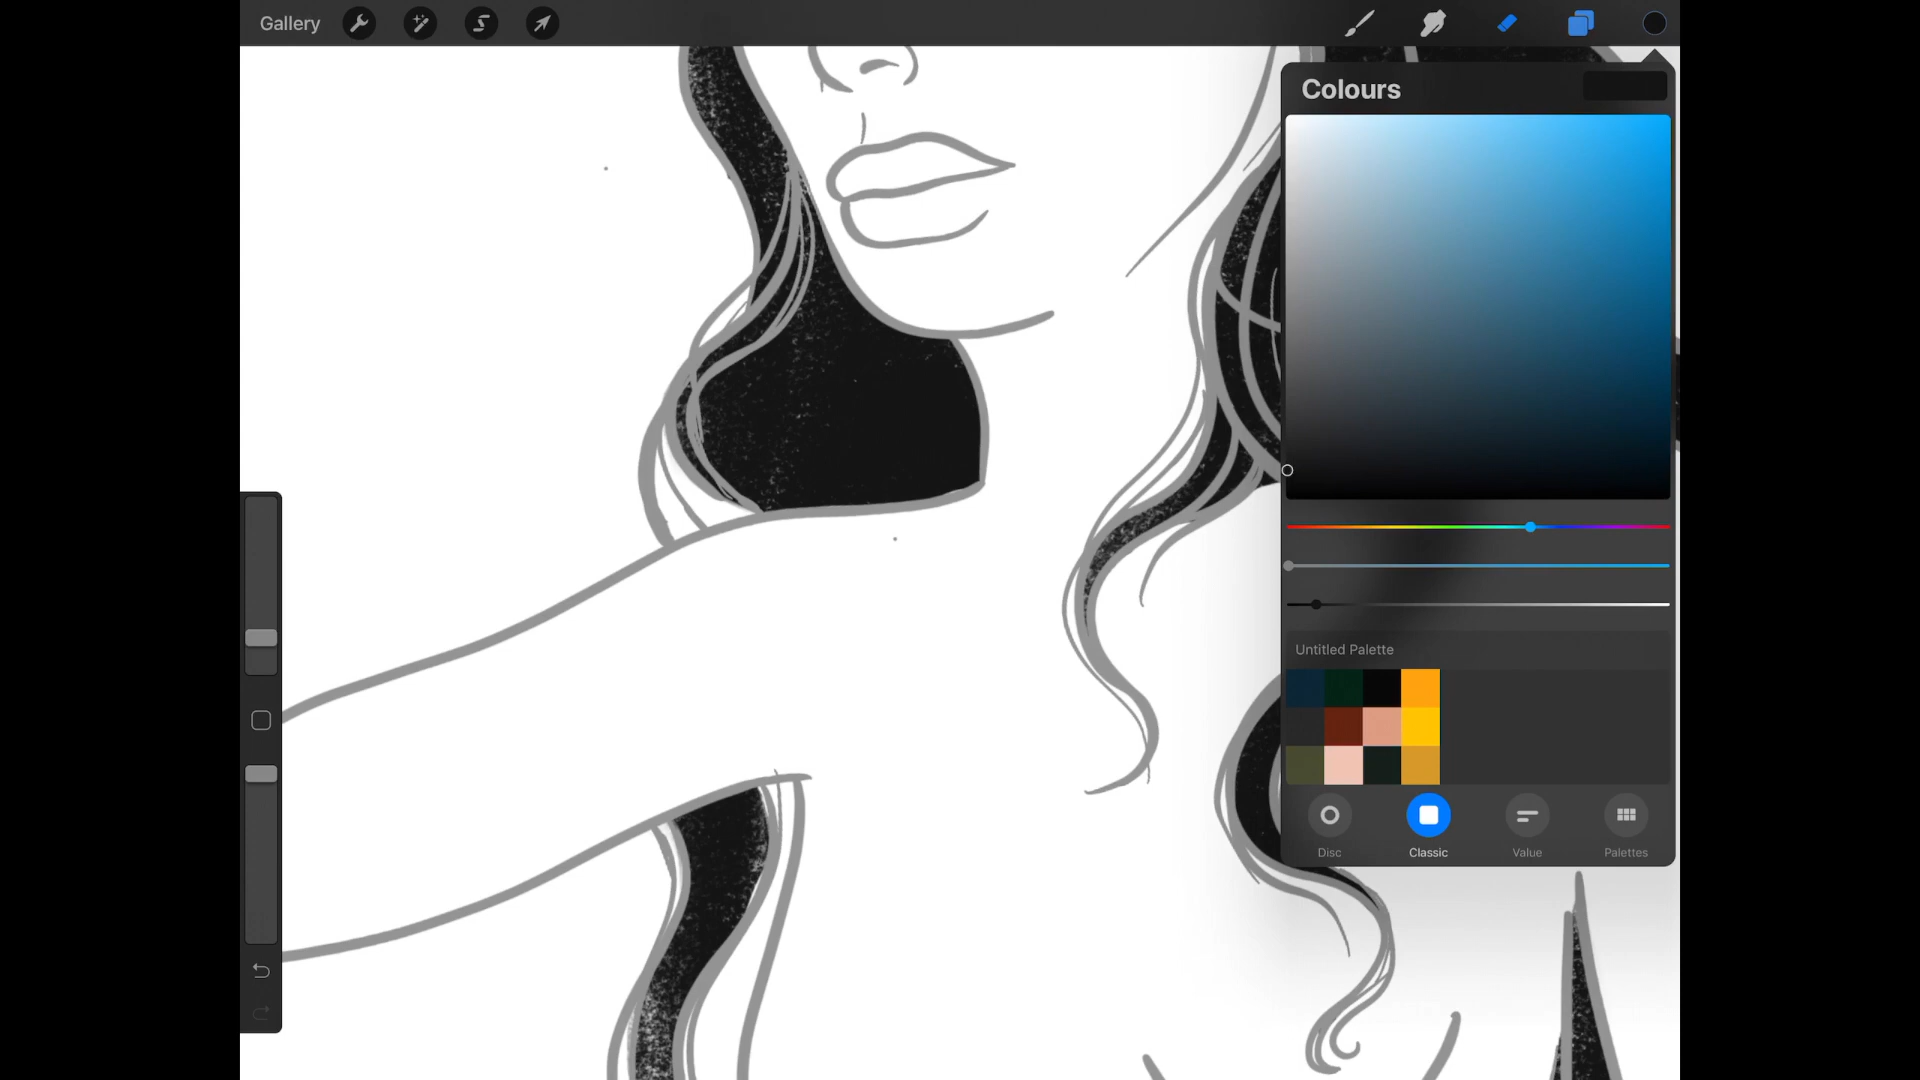 Gallery
Colours
Untitled Palette
Disc
Classic
Value
Palettes